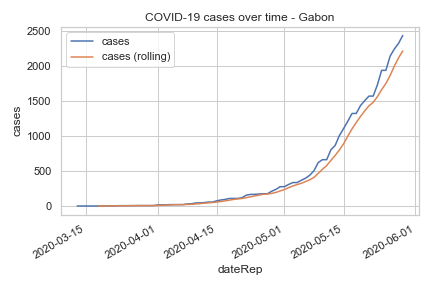 COVID-19 cases over time - Gabon
cases
cases (rolling)
2500
2000
1500
1000
500
0
cases
2020-03-15
2020-04-01
2020-04-15
2020-05-01
2020-05-15
2020-06-01
dateRep